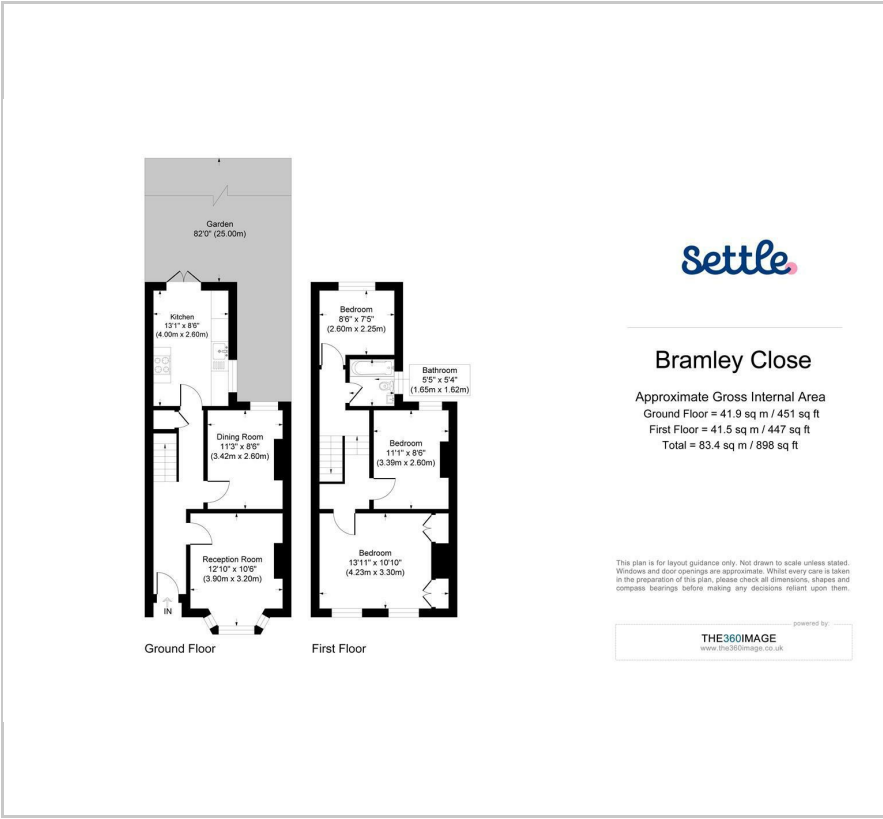 Garden
82'0" (25.00m)
Kitchen
13'1" x 8'6"
(4.00m x 2.60m)
Dining Room
11'3" x 8'6"
(3.42m x 2.60m)
Reception Room
12'10" x 10'6"
(3.90m x 3.20m)
IN
Ground Floor
Bedroom
8'6" x 7'5"
(2.60m x 2.25m)
Bathroom
5'5" x 5'4"
(1.65m x 1.62m)
Bedroom
11'1" x 8'6"
(3.39m x 2.60m)
Bedroom
13'11" x 10'10"
(4.23m x 3.30m)
First Floor
settle
Bramley Close
Approximate Gross Internal Area
Ground Floor = 41.9 sq m / 451 sq ft
First Floor = 41.5 sq m / 447 sq ft
Total = 83.4 sq m / 898 sq ft
This plan is for layout guidance only. Not drawn to scale unless stated.
Windows and door openings are approximate. Whilst every care is taken
in the preparation of this plan, please check all dimensions, shapes and
compass bearings before making any decisions reliant upon them.
powered by
THE360IMAGE
www.the360image.co.uk